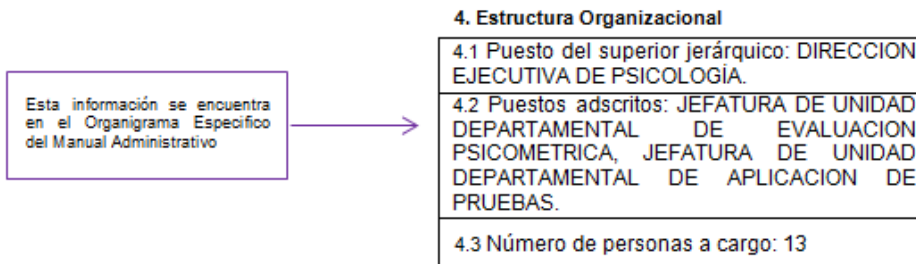 4. Estructura Organizacional
4.1 Puesto del superior jerárquico: DIRECCION
EJECUTIVA DE PSICOLOGÍA.
Esta información se encuentra
en el Organigrama Especifico
del Manual Administrativo
4.2 Puestos adscritos: JEFATURA DE UNIDAD
DEPARTAMENTAL DE EVALUACION
PSICOMETRICA, JEFATURA DE UNIDAD
DEPARTAMENTAL DE APLICACION DE
PRUEBAS.
4.3 Número de personas a cargo: 13